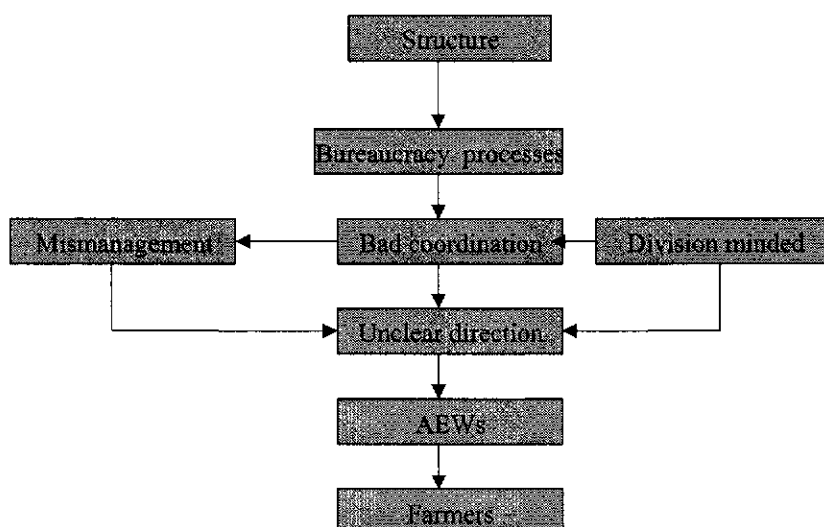 Structure
Bureaucracy processes
Mismanagement
Bad coordination
Division minded
Unclear direction
AEWs
Farmers